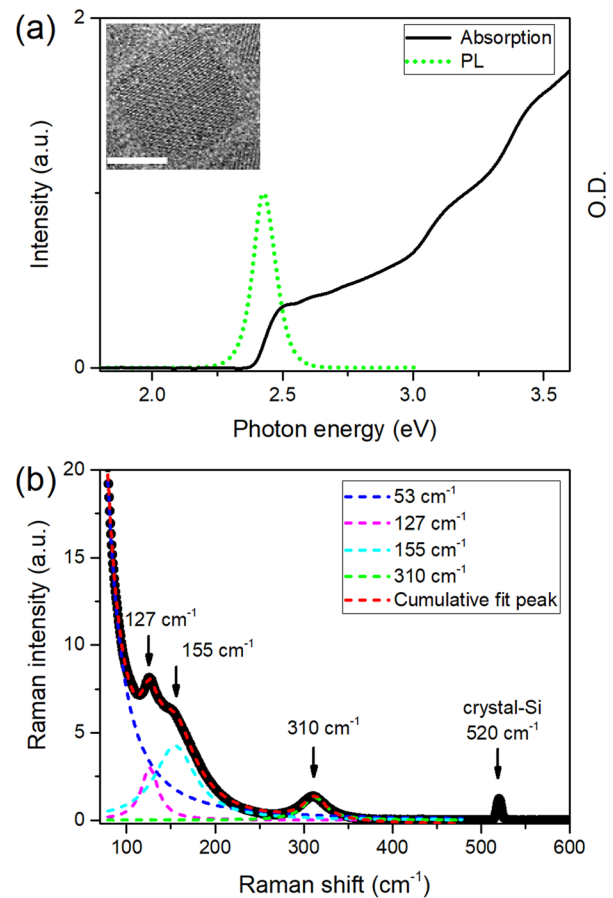 (a)
2
1
0
Intensity (a.u.)
Absorption
PL
O.D.
2.0 2.5 3.0 3.5
Photon energy (eV)
(b)
20
15
10
5
0
Raman intensity (a.u.)
53 cm⁻¹
127 cm⁻¹
155 cm⁻¹
310 cm⁻¹
Cumulative fit peak
127 cm⁻¹
155 cm⁻¹
310 cm⁻¹
crystal-Si
520 cm⁻¹
100 200 300 400 500 600
Raman shift (cm⁻¹)